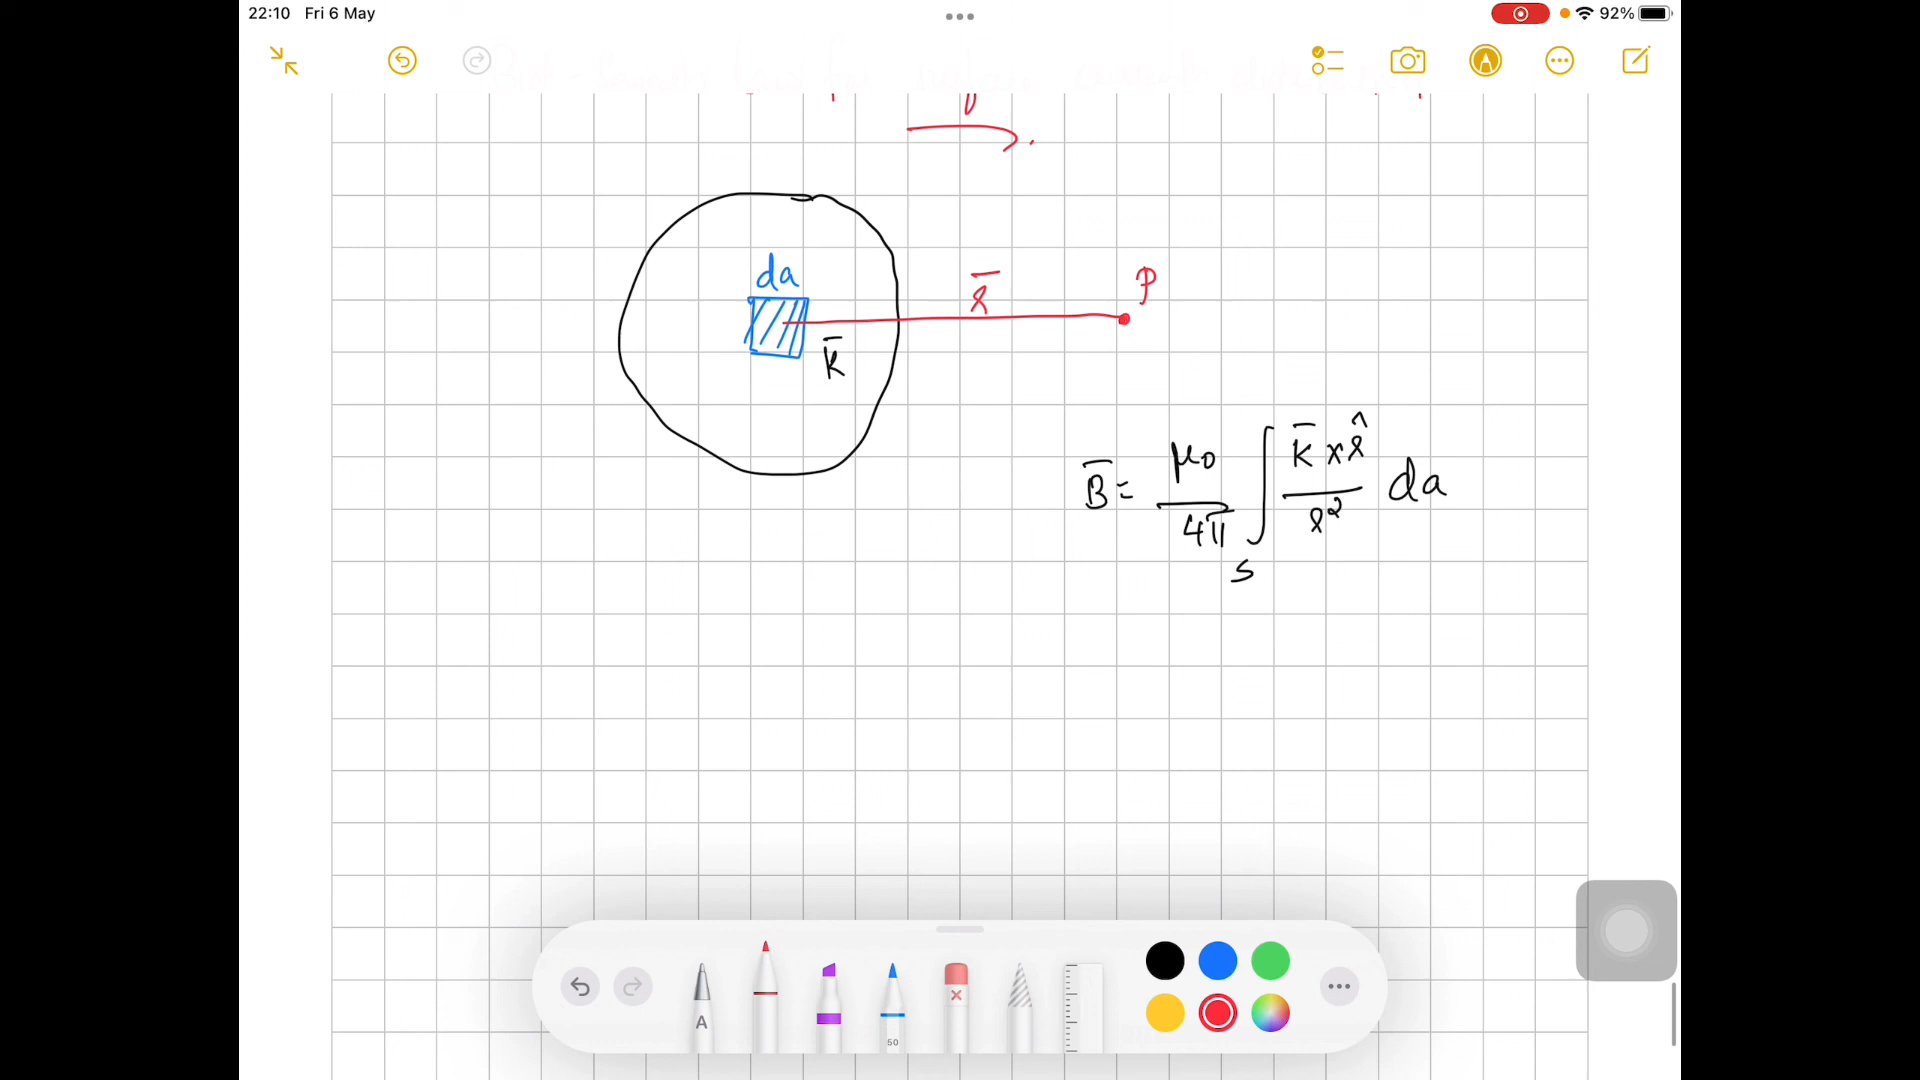 22:10 Fri 6 May 92%
da
r̄
P
K̄
B̄ = μ₀/4π ∫ₛ K̄ × r̂ / r² da
A
50